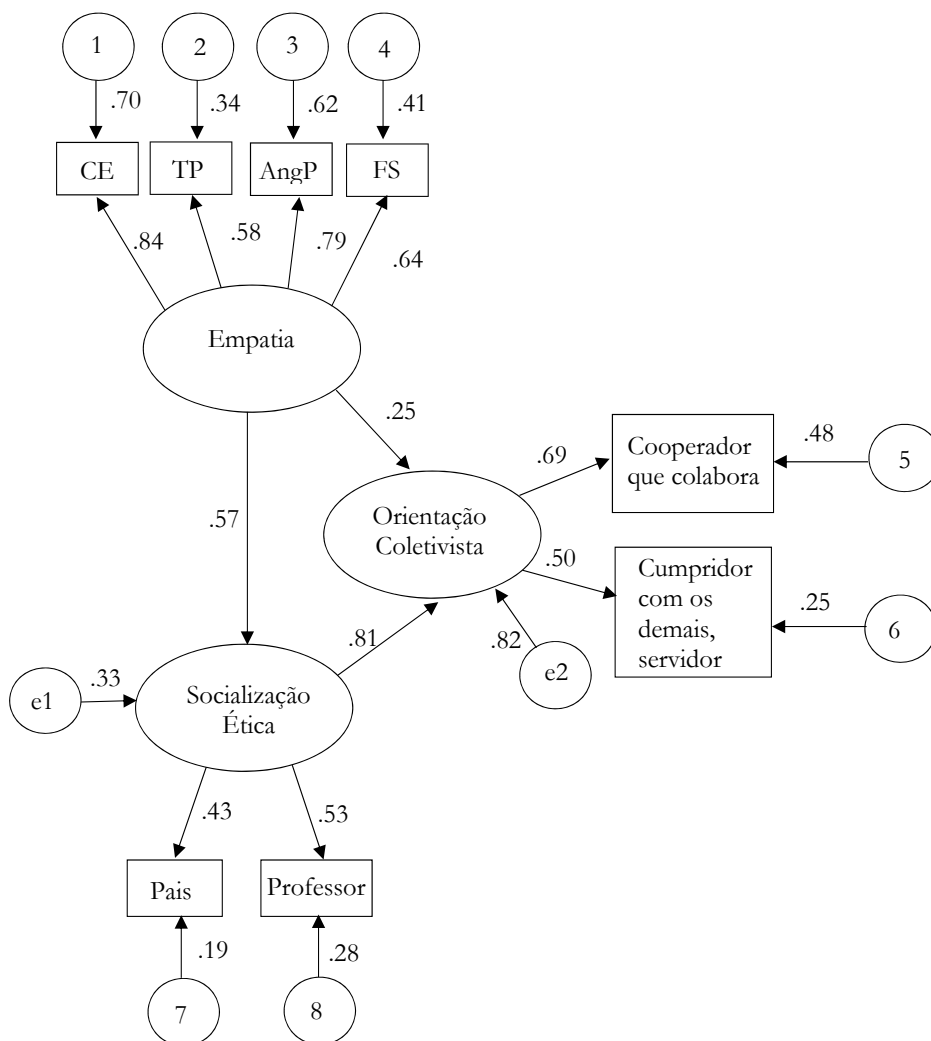 1 2 3 4
.70 .34 .62 .41
CE TP AngP FS
.84 .58 .79 .64
Empatia
.25
.69
Cooperador
que colabora
.48
5
.57
Orientação
Coletivista
.50
Cumpridor
com os
demais,
servidor
.25
6
.81
.82
e2
e1
.33
Socialização
Ética
.43 .53
Pais Professor
.19 .28
7 8